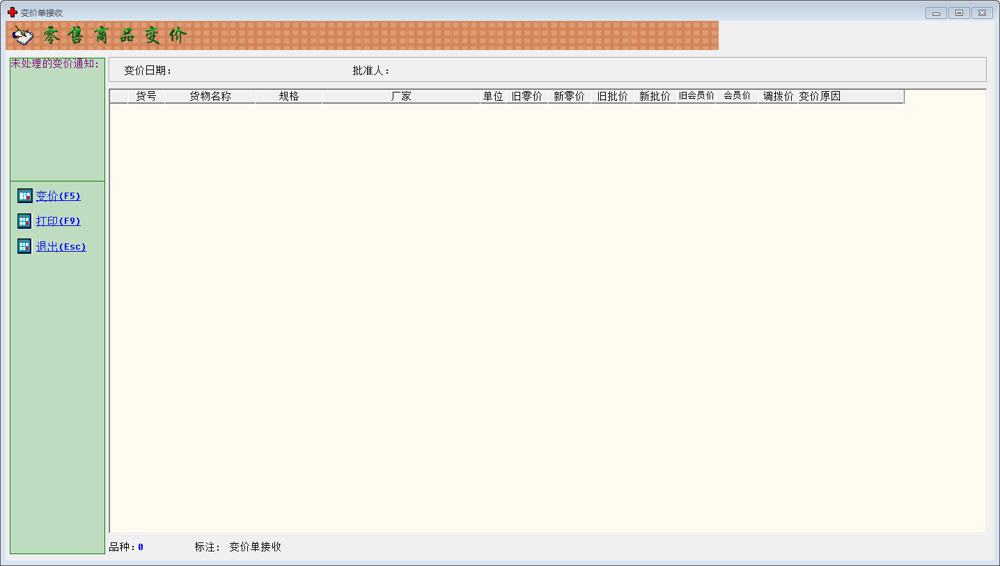 变价单接收
零售商品变价
未处理的变价通知:
变价日期: 批准人:
货号 货物名称 规格 厂家 单位 旧零价 新零价 旧批价 新批价 旧会员价 会员价 调拨价 变价原因
变价(F5)
打印(F9)
退出(Esc)
品种:0 标注: 变价单接收